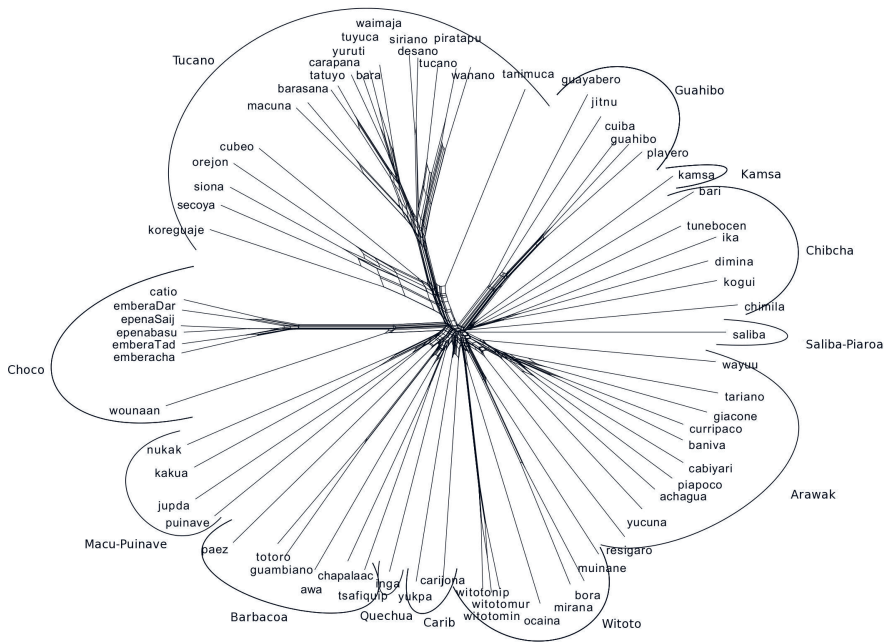 waimaja
tuyuca
siriano
piratapu
yuruti
desano
Tucano
carapana
tucano
tatuyo
bara
wanano
tanimuca
guayabero
barasana
Guahibo
macuna
jitnu
cuiba
cubeo
guahibo
orejon
playero
kamsa
Kamsa
siona
bari
secoya
koreguaje
tunebocen
ika
Chibcha
dimina
kogui
catio
emberaDar
chimila
epenaSaij
epenabasu
saliba
Saliba-Piaroa
emberaTad
emberacha
Choco
wayuu
tariano
wounaan
giacone
curripaco
nukak
baniva
kakua
cabiyari
piapoco
achagua
Arawak
jupda
puinave
yucuna
Macu-Puinave
paez
resigaro
totoro
guambiano
muinane
chapalaac
inga
carijona
awa
tsafiquip
yukpa
witotonip
bora
witotomur
mirana
Barbacoa
Quechua
Carib
witotomin
ocaina
Witoto